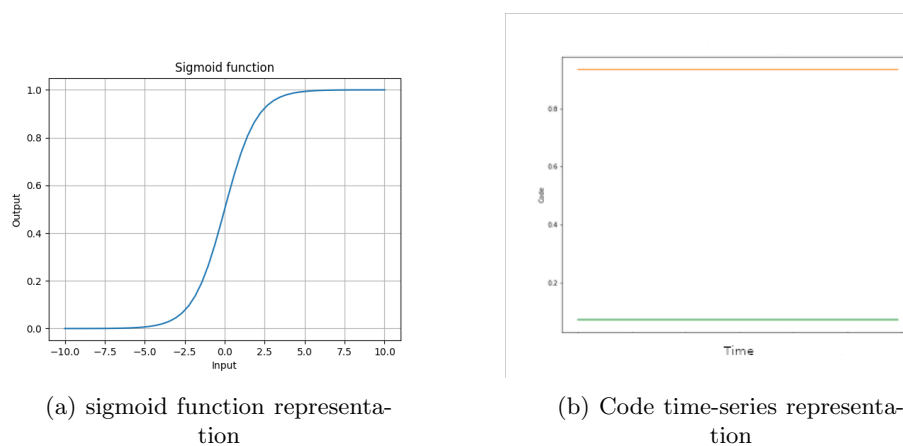 Sigmoid function
1.0
0.8
0.6
0.4
0.2
0.0
Output
−10.0 −7.5 −5.0 −2.5 0.0 2.5 5.0 7.5 10.0
Input
(a) sigmoid function representa-
tion
0.8
0.6
0.4
0.2
Code
Time
(b) Code time-series representa-
tion